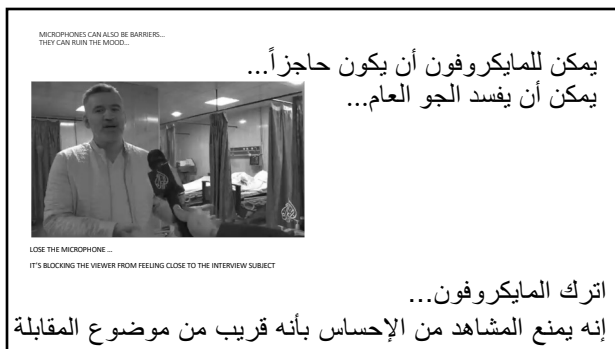 MICROPHONES CAN ALSO BE BARRIERS...
THEY CAN RUIN THE MOOD...
يمكن للمايكروفون أن يكون حاجزاً...
يمكن أن يفسد الجو العام...
LOSE THE MICROPHONE ...
IT'S BLOCKING THE VIEWER FROM FEELING CLOSE TO THE INTERVIEW SUBJECT
اترك المايكروفون...
إنه يمنع المشاهد من الإحساس بأنه قريب من موضوع المقابلة